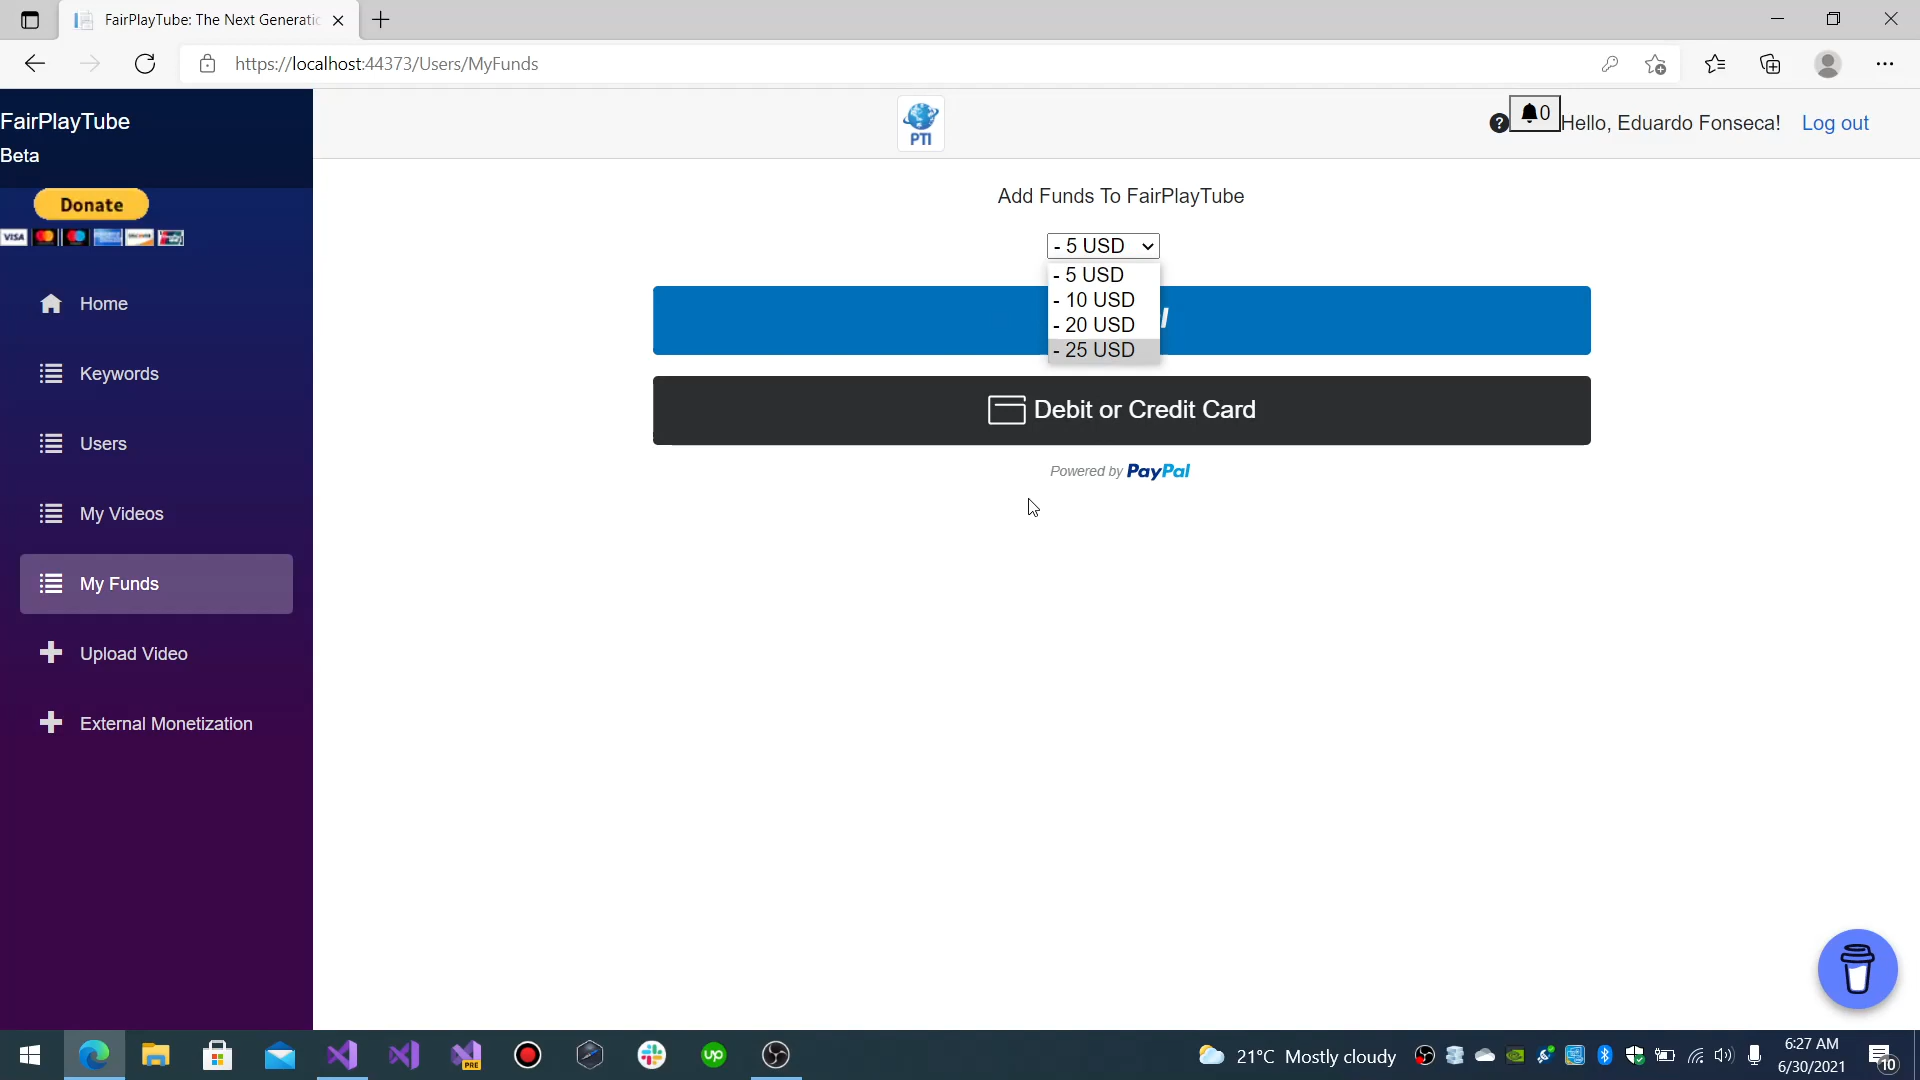 FairPlayTube: The Next Generatic
https://localhost:44373/Users/MyFunds
FairPlayTube
Beta
Donate
VISA
PTI
?
0
Hello, Eduardo Fonseca!
Log out
Home
Keywords
Users
My Videos
My Funds
Upload Video
External Monetization
Add Funds To FairPlayTube
- 5 USD
- 5 USD
- 10 USD
- 20 USD
- 25 USD
l
Debit or Credit Card
Powered by PayPal
PRE
up
21°C Mostly cloudy
6:27 AM
6/30/2021
10